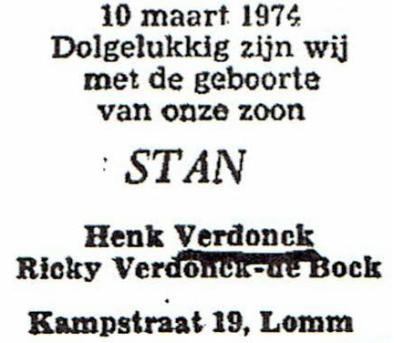 10 maart 1974
Dolgelukkig zijn wij
met de geboorte
van onze zoon
STAN
Henk Verdonck
Ricky Verdonck-de Bock
Kampstraat 19, Lomm